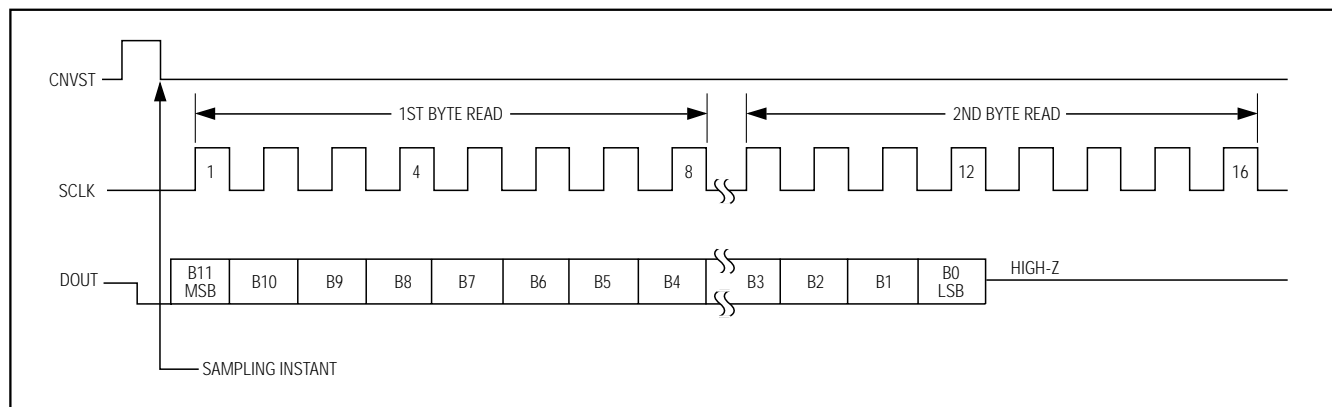 CNVST
1ST BYTE READ
2ND BYTE READ
1
4
8
12
16
SCLK
B11
MSB
B10
B9
B8
B7
B6
B5
B4
B3
B2
B1
B0
LSB
HIGH-Z
DOUT
SAMPLING INSTANT